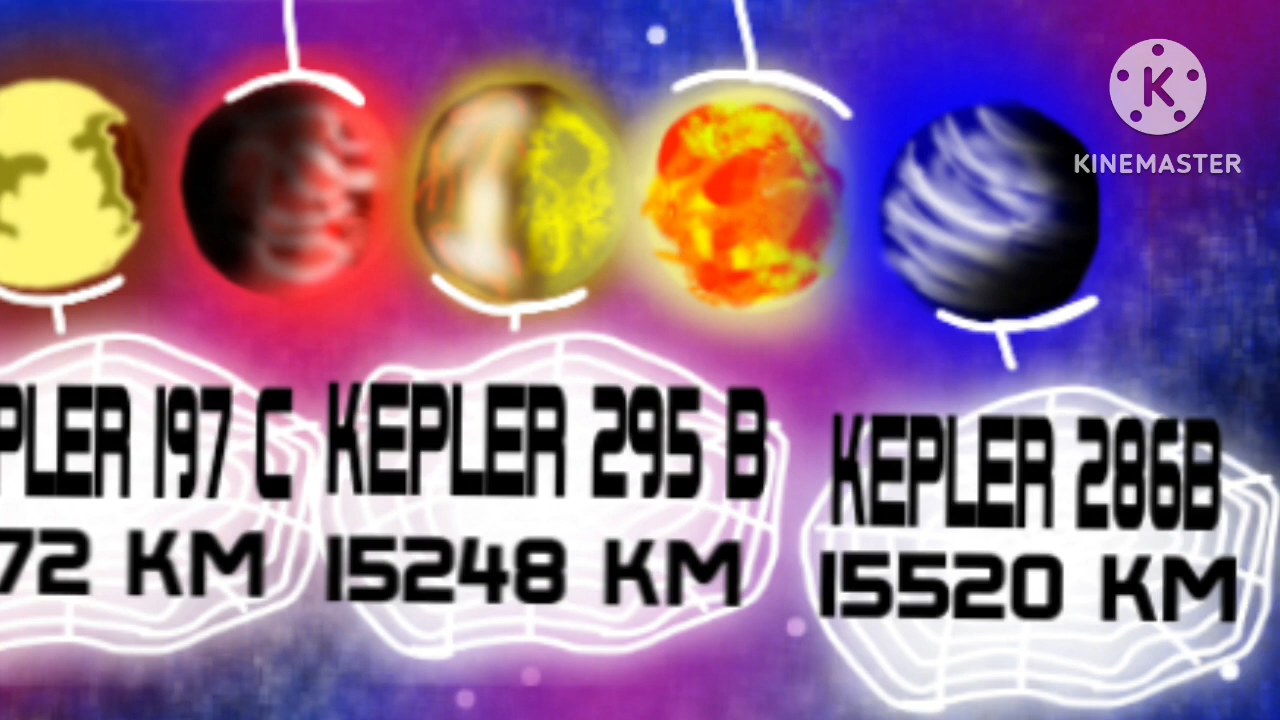 KINEMASTER
PLER 197 C
72 KM
KEPLER 295 B
15248 KM
KEPLER 286B
15520 KM